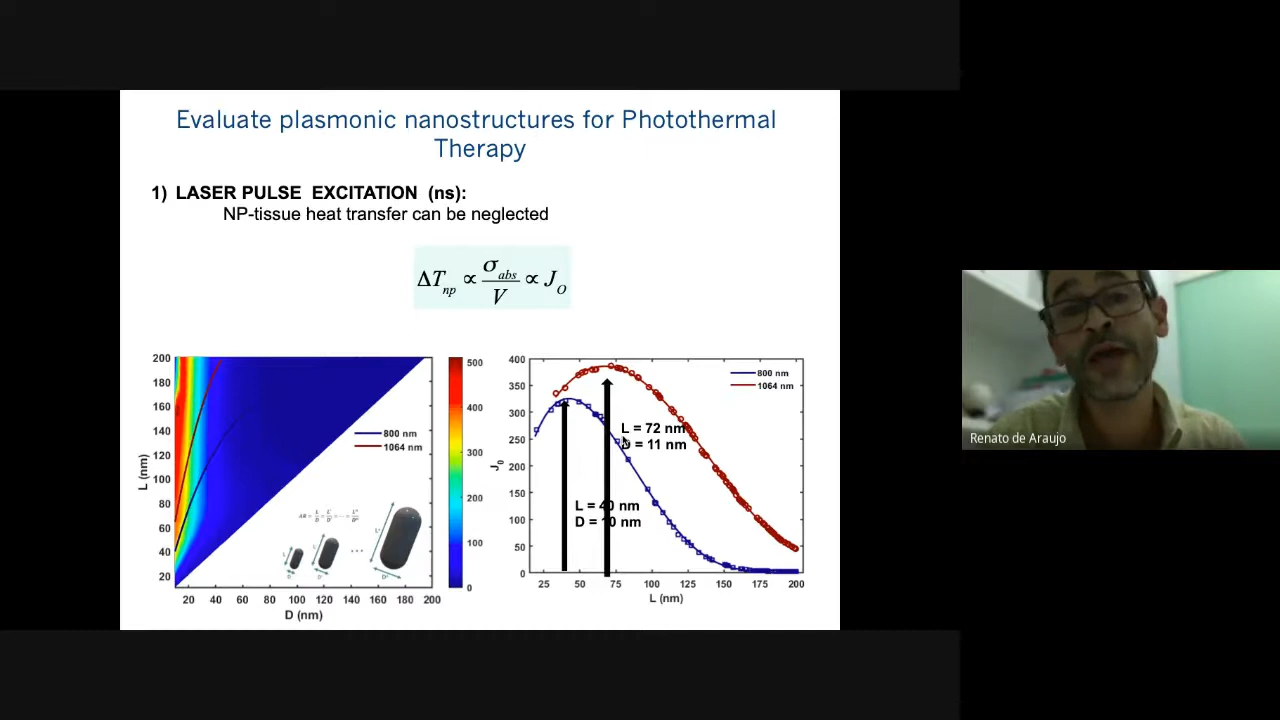 Evaluate plasmonic nanostructures for Photothermal
Therapy
1) LASER PULSE EXCITATION (ns):
NP-tissue heat transfer can be neglected
ΔT_np ∝ σ_abs / V ∝ J_O
200
180
160
140
120
100
80
60
40
20
L (nm)
20 40 60 80 100 120 140 160 180 200
D (nm)
800 nm
1064 nm
500
400
300
200
100
0
400
350
300
250
200
150
100
50
0
J_0
800 nm
1064 nm
L = 72 nm
D = 11 nm
L = 40 nm
D = 10 nm
25 50 75 100 125 150 175 200
L (nm)
Renato de Araujo